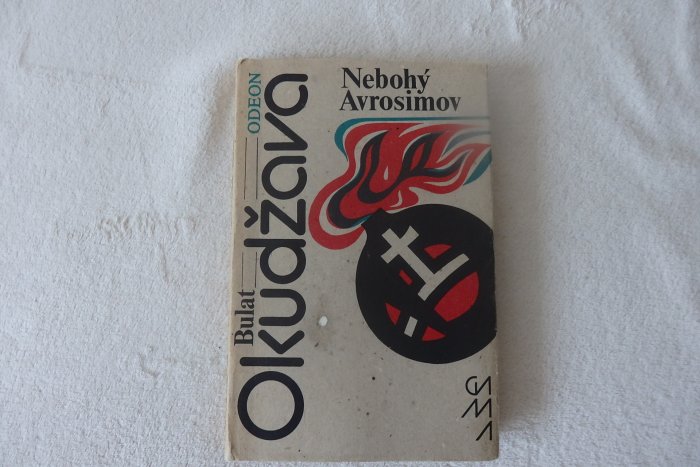 Nebohý
Avrosimov
Bulat
Okudžava
ODEON